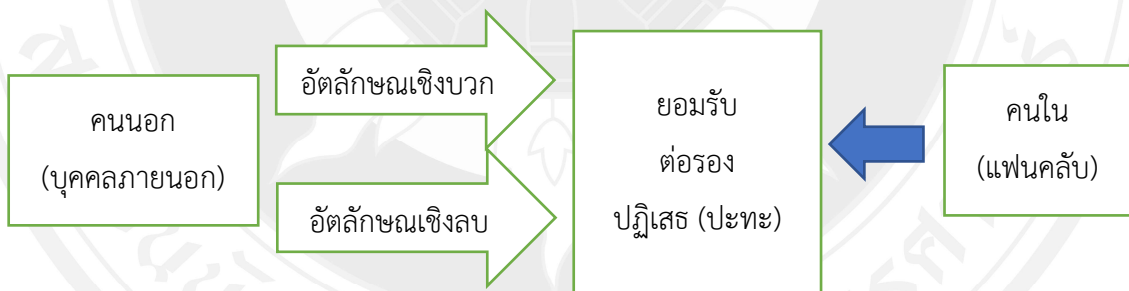 คนนอก
(บุคคลภายนอก)
อัตลักษณเชิงบวก
อัตลักษณเชิงลบ
ยอมรับ
ต่อรอง
ปฏิเสธ (ปะทะ)
คนใน
(แฟนคลับ)